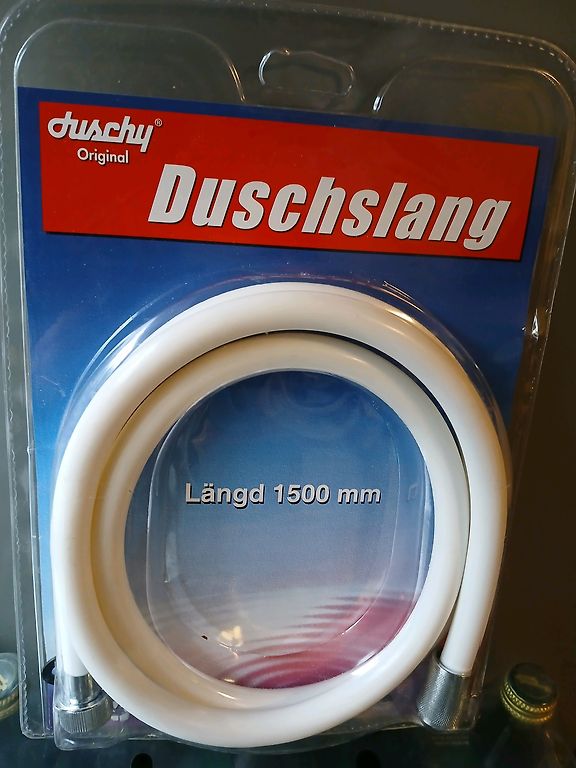 duschy®
Original
Duschslang
Längd 1500 mm